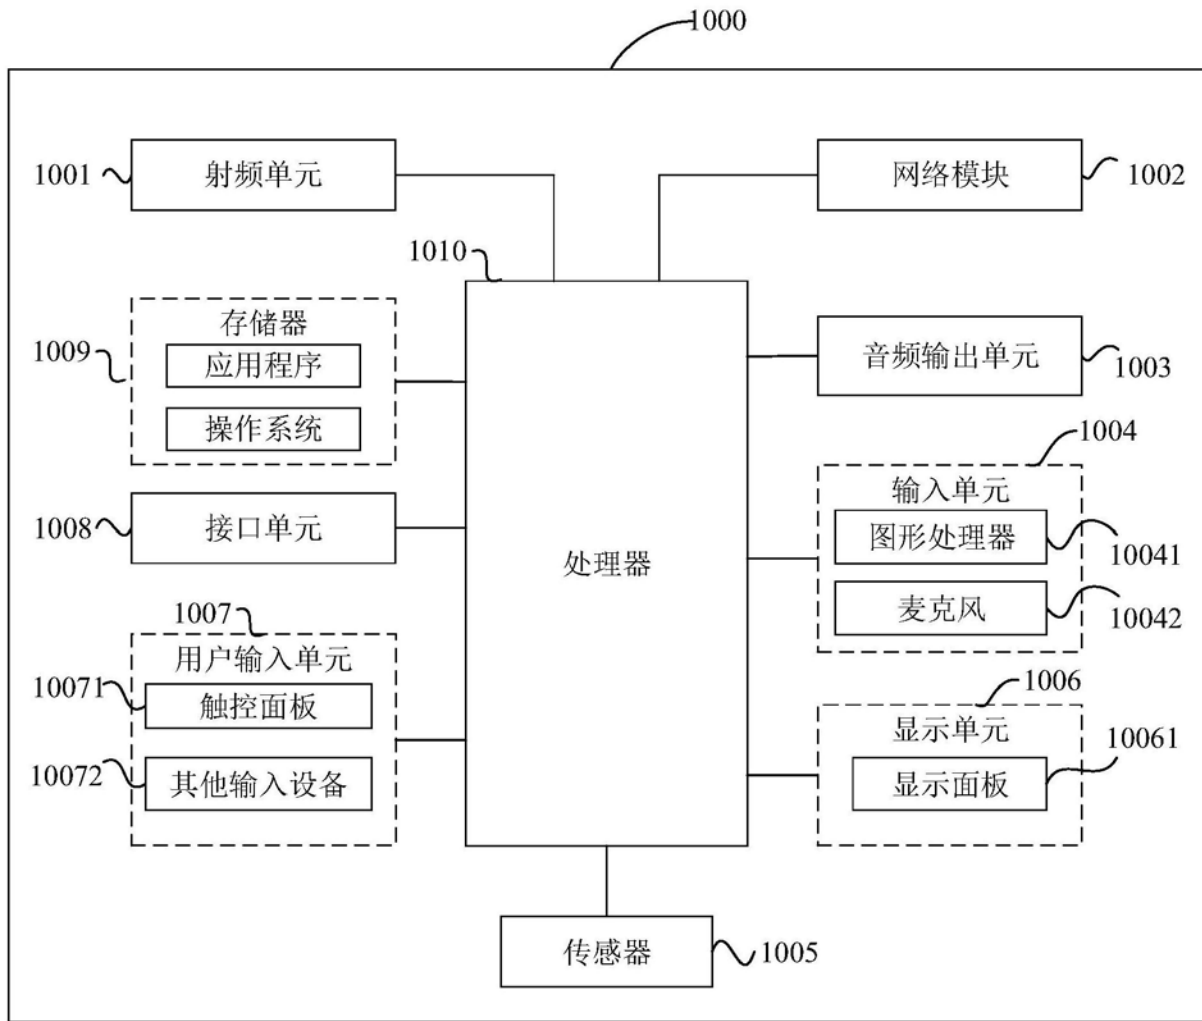 1000
1001
射频单元
网络模块
1002
1010
存储器
应用程序
操作系统
1009
音频输出单元
1003
1004
输入单元
图形处理器
10041
麦克风
10042
1008
接口单元
处理器
1007
用户输入单元
10071
触控面板
10072
其他输入设备
1006
显示单元
显示面板
10061
传感器
1005